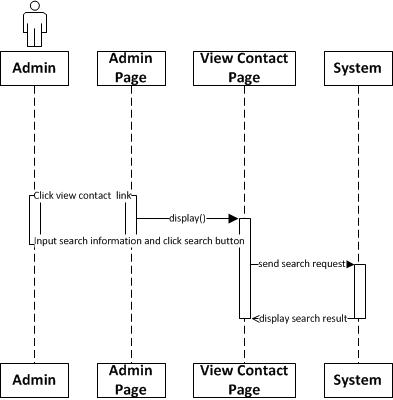 Admin
Admin
Page
View Contact
Page
System
Click view contact link
display()
Input search information and click search button
send search request
display search result
Admin
Admin
Page
View Contact
Page
System